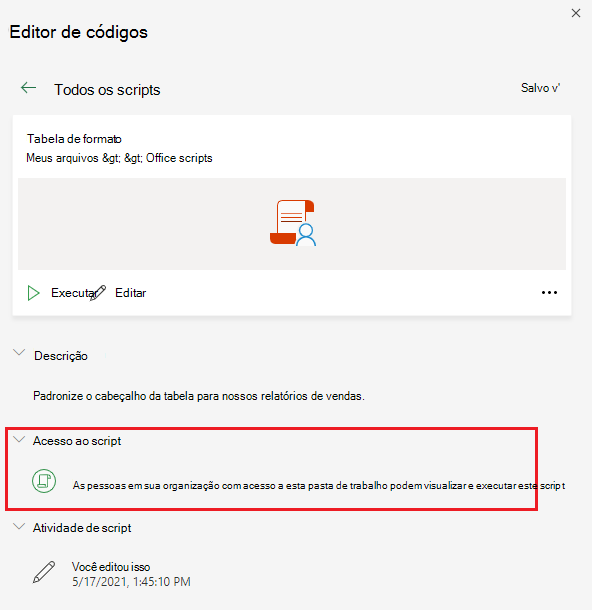 Editor de códigos
Todos os scripts
Salvo v'
Tabela de formato
Meus arquivos &gt; &gt; Office scripts
Executar
Editar
Descrição
Padronize o cabeçalho da tabela para nossos relatórios de vendas.
Acesso ao script
As pessoas em sua organização com acesso a esta pasta de trabalho podem visualizar e executar este script
Atividade de script
Você editou isso
5/17/2021, 1:45:10 PM